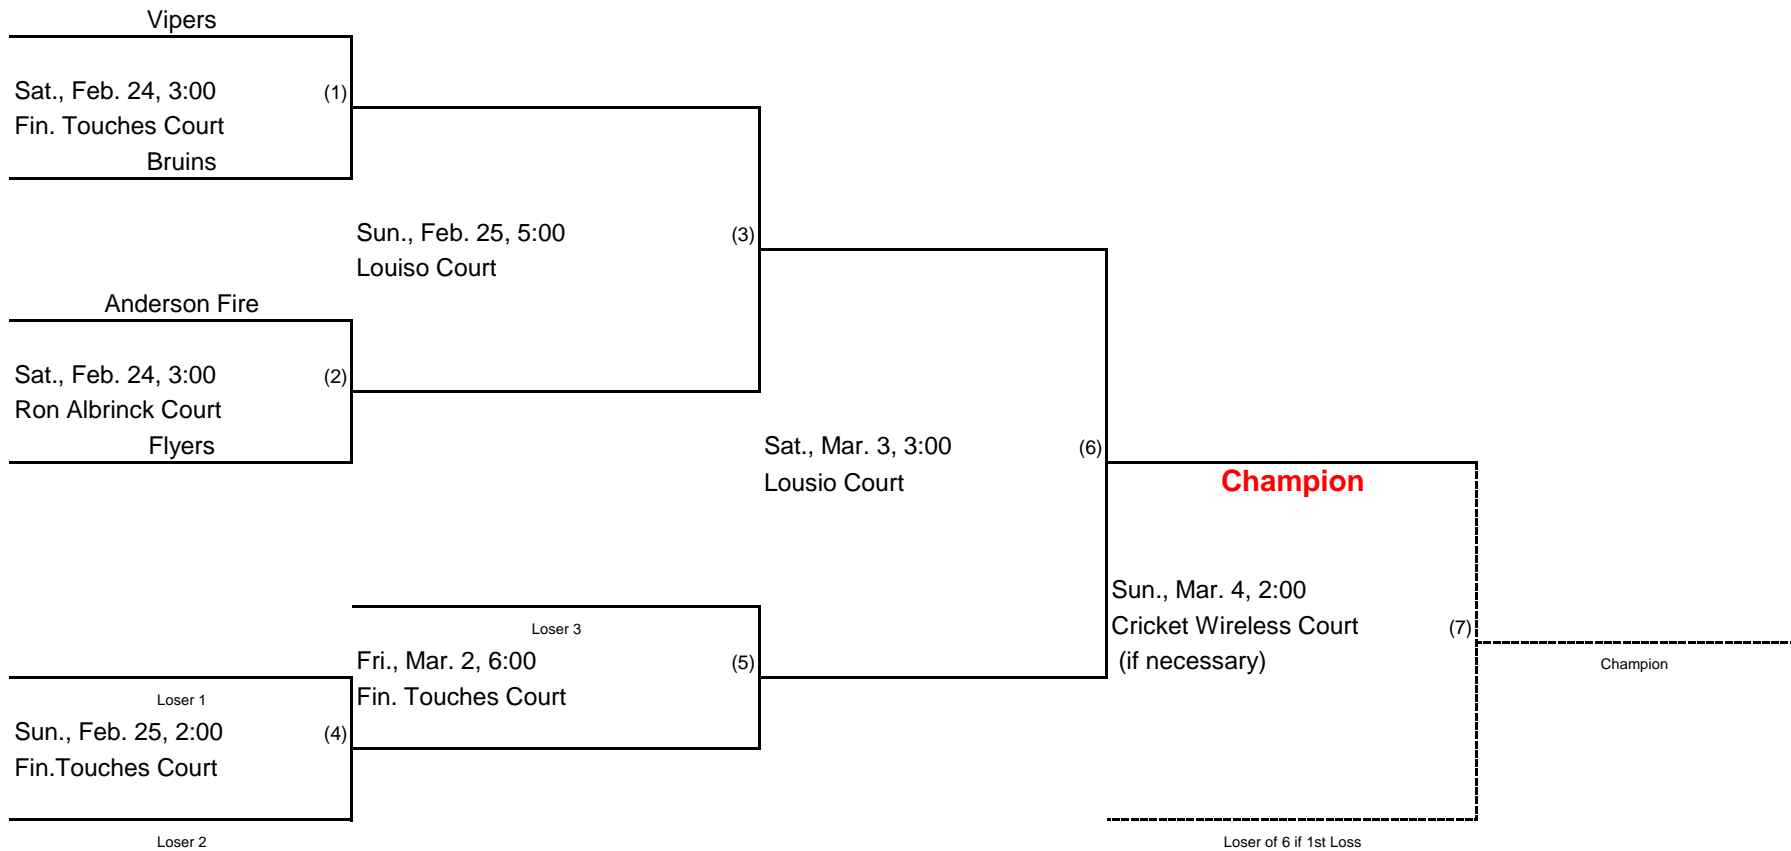 Vipers
Sat., Feb. 24, 3:00 (1)
Fin. Touches Court
Bruins
Sun., Feb. 25, 5:00 (3)
Louiso Court
Anderson Fire
Sat., Feb. 24, 3:00 (2)
Ron Albrinck Court
Flyers
Sat., Mar. 3, 3:00 (6)
Lousio Court
Champion
Sun., Mar. 4, 2:00
Cricket Wireless Court (7)
(if necessary)
Champion
Loser 3
Fri., Mar. 2, 6:00 (5)
Fin. Touches Court
Loser 1
Sun., Feb. 25, 2:00 (4)
Fin.Touches Court
Loser 2
Loser of 6 if 1st Loss